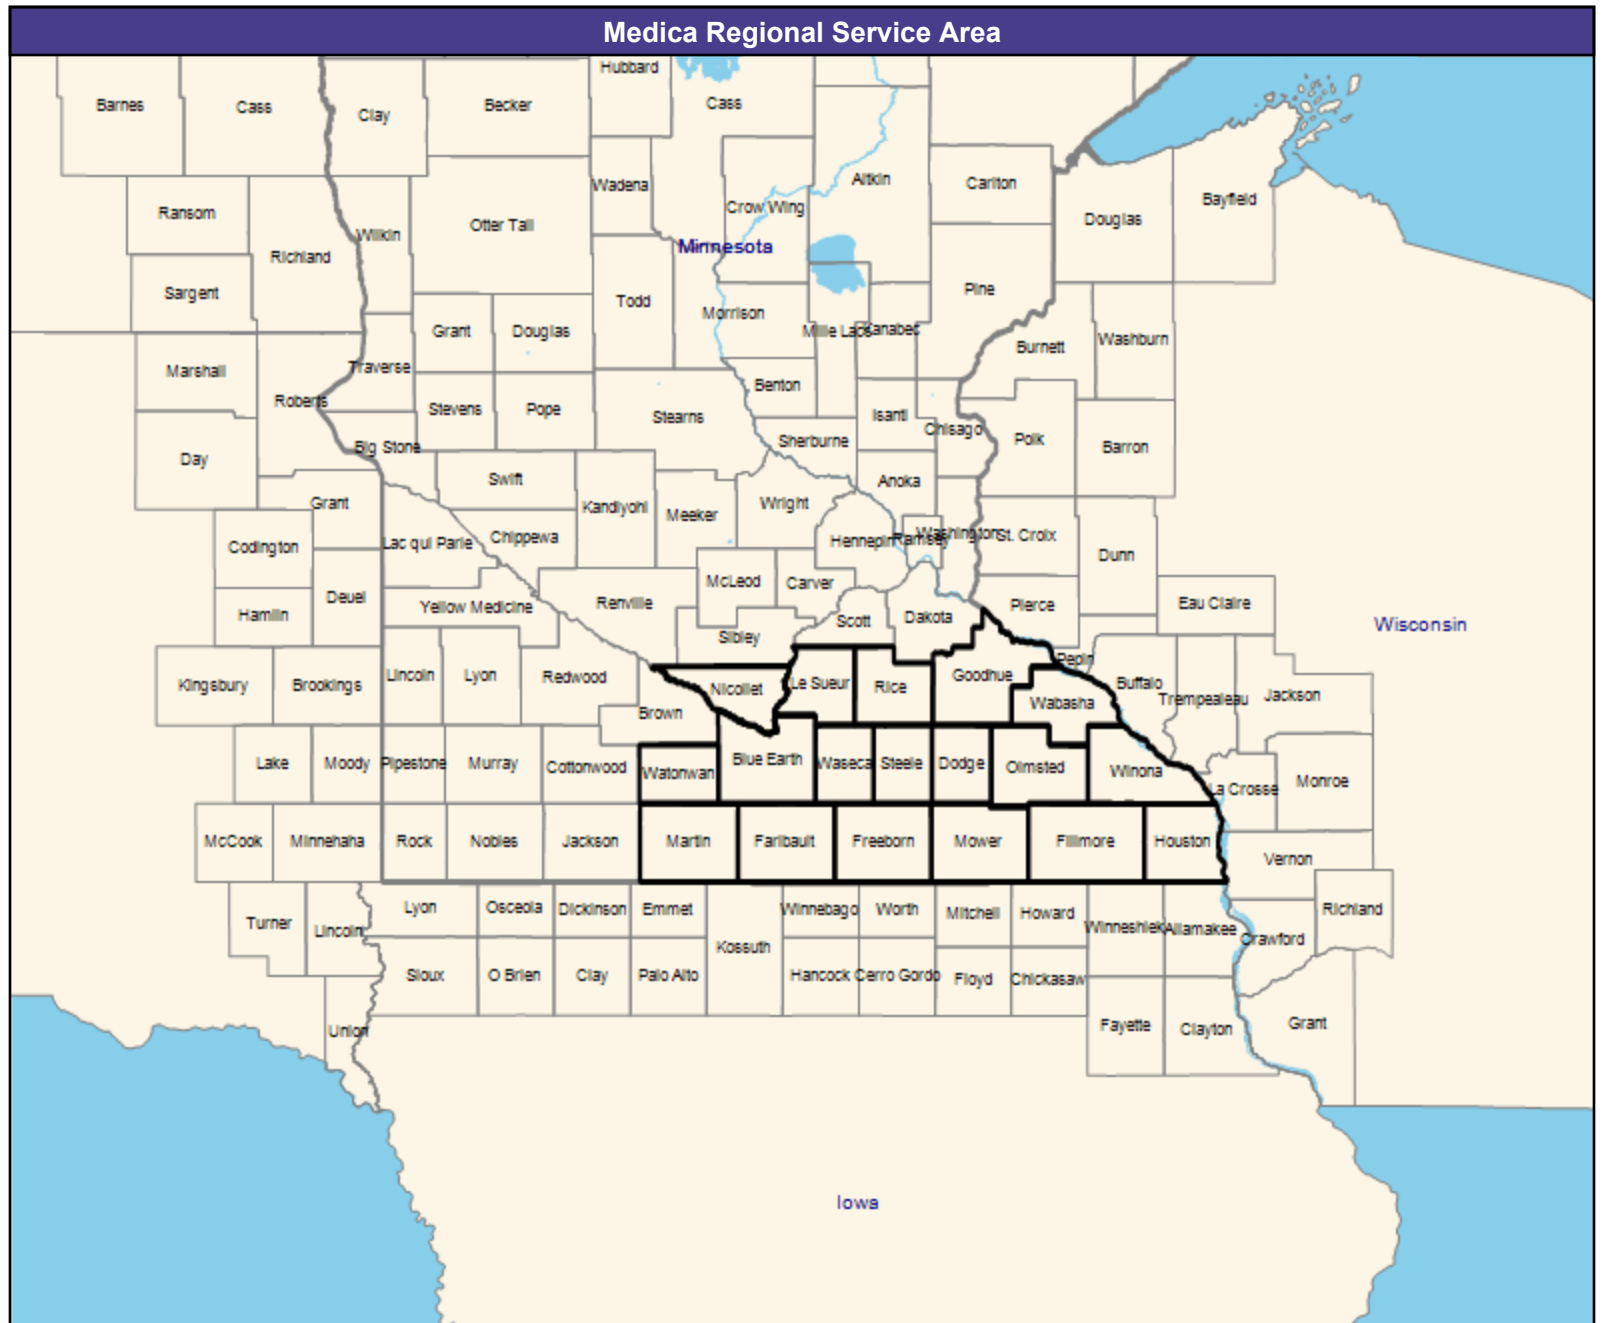 Medica Regional Service Area
Hubbard
Barnes
Cass
Clay
Becker
Cass
Wadena
Aitkin
Carlton
Crow Wing
Douglas
Bayfield
Ransom
Otter Tail
Wilkin
Minnesota
Richland
Sargent
Todd
Morrison
Pine
Grant
Douglas
Mille Lacs
Kanabec
Burnett
Washburn
Marshall
Traverse
Roberts
Benton
Stevens
Pope
Stearns
Isanti
Chisago
Polk
Barron
Big Stone
Sherburne
Day
Swift
Anoka
Grant
Kandiyohi
Meeker
Wright
Codington
Lac qui Parle
Chippewa
Hennepin
Ramsey
Washington
St. Croix
Dunn
McLeod
Carver
Deuel
Hamlin
Yellow Medicine
Renville
Scott
Dakota
Pierce
Eau Claire
Wisconsin
Sibley
Pepin
Kingsbury
Brookings
Lincoln
Lyon
Redwood
Nicollet
Le Sueur
Rice
Goodhue
Wabasha
Buffalo
Trempealeau
Jackson
Brown
Lake
Moody
Pipestone
Murray
Cottonwood
Watonwan
Blue Earth
Waseca
Steele
Dodge
Olmsted
Winona
La Crosse
Monroe
McCook
Minnehaha
Rock
Nobles
Jackson
Martin
Faribault
Freeborn
Mower
Fillmore
Houston
Vernon
Turner
Lincoln
Lyon
Osceola
Dickinson
Emmet
Kossuth
Winnebago
Worth
Mitchell
Howard
Winneshiek
Allamakee
Crawford
Richland
Sioux
O Brien
Clay
Palo Alto
Hancock
Cerro Gordo
Floyd
Chickasaw
Union
Fayette
Clayton
Grant
Iowa